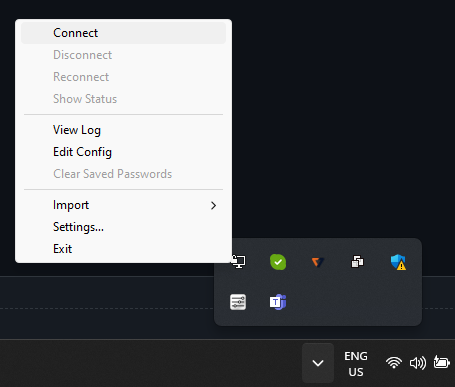 Connect
Disconnect
Reconnect
Show Status
View Log
Edit Config
Clear Saved Passwords
Import
Settings...
Exit
T
ENG
US